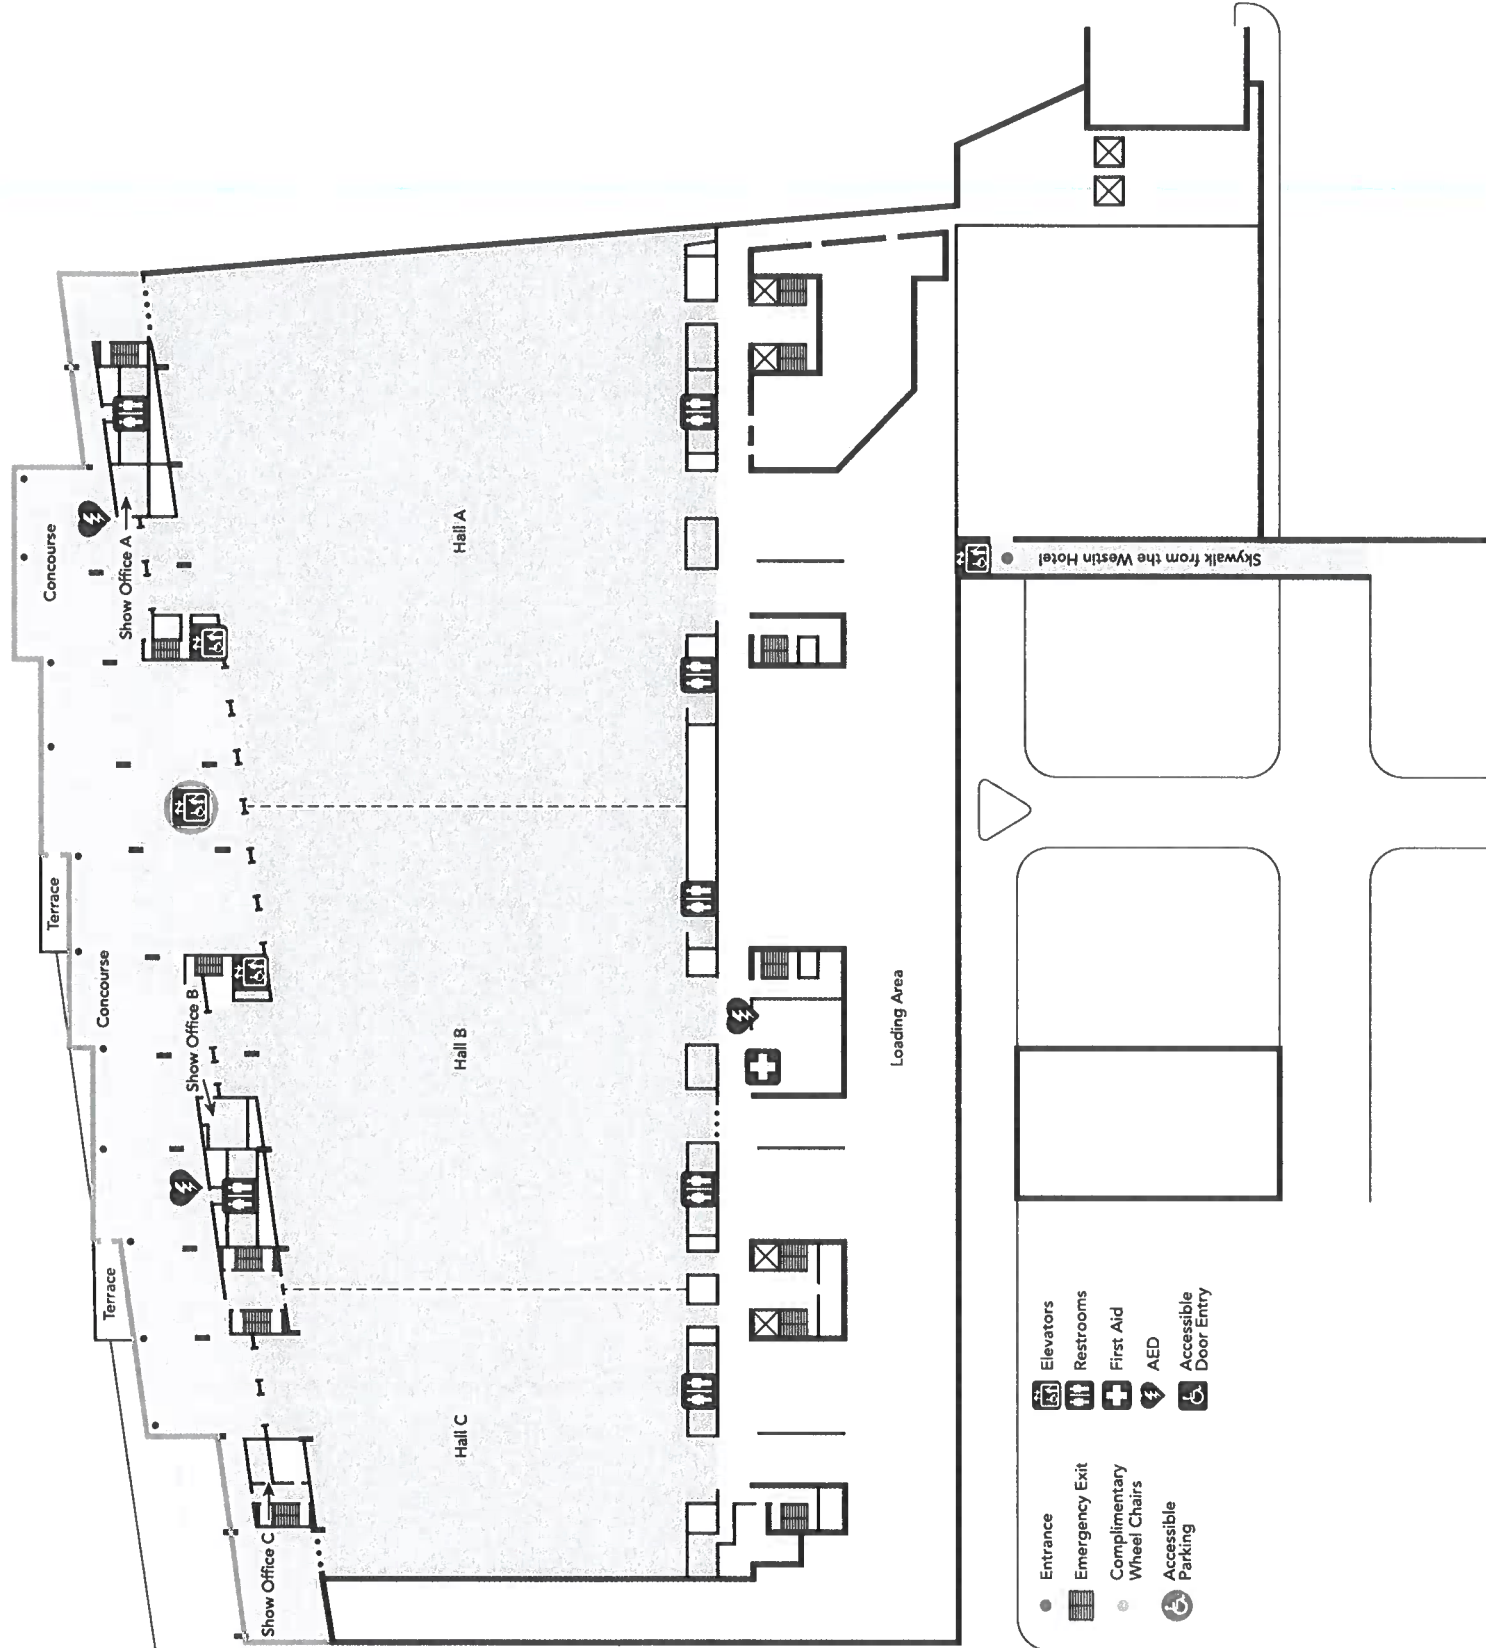 Concourse
Show Office A
Hall A
Terrace
Concourse
Show Office B
Hall B
Loading Area
Skywalk from the Westin Hotel
Terrace
Hall C
Show Office C
Entrance
Emergency Exit
Complimentary
Wheel Chairs
Accessible
Parking
Elevators
Restrooms
First Aid
AED
Accessible
Door Entry